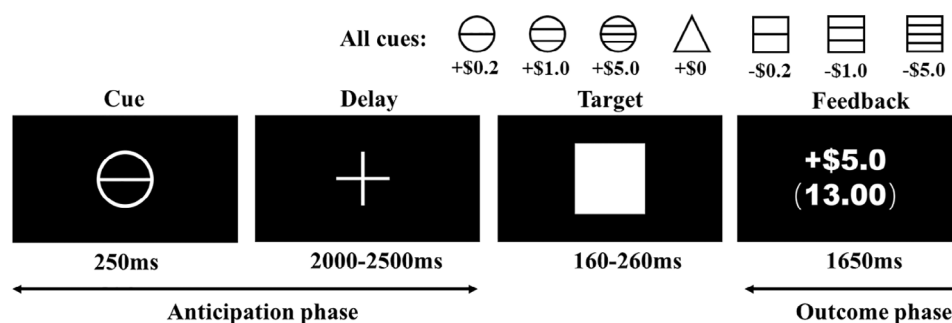 All cues:
+$0.2 +$1.0 +$5.0 +$0 -$0.2 -$1.0 -$5.0
Cue Delay Target Feedback
+$5.0
(13.00)
250ms 2000-2500ms 160-260ms 1650ms
Anticipation phase Outcome phase